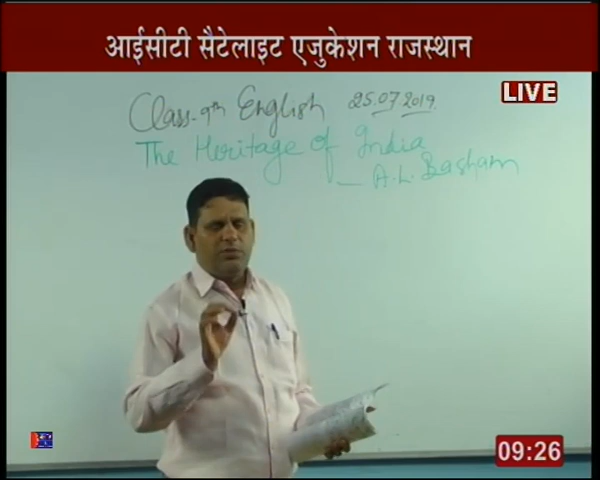 आईसीटी सैटेलाइट एजुकेशन राजस्थान
LIVE
Class-9th English 25.07.2019
The Heritage of India
- A.L. Basham
09:26